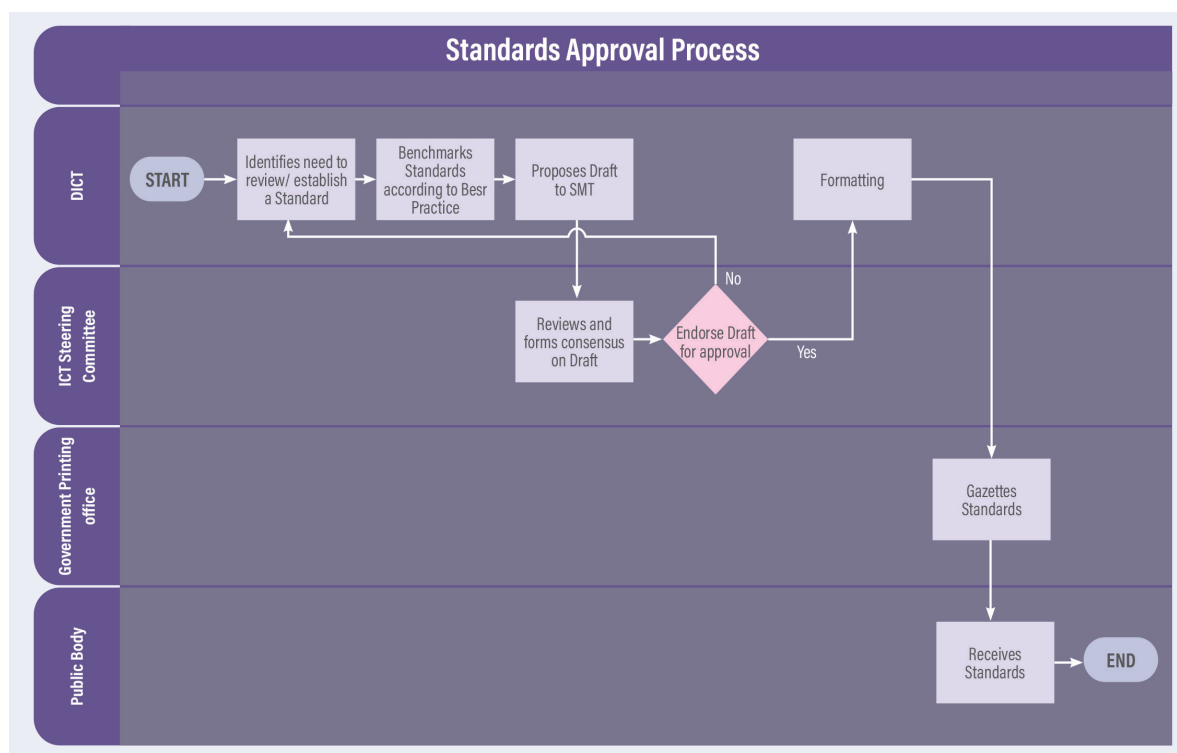 Standards Approval Process
DICT
START
Identifies need to
review/ establish
a Standard
Benchmarks
Standards
according to Besr
Practice
Proposes Draft
to SMT
Formatting
No
ICT Steering
Committee
Reviews and
forms consensus
on Draft
Endorse Draft
for approval
Yes
Government Printing
office
Gazettes
Standards
Public Body
Receives
Standards
END